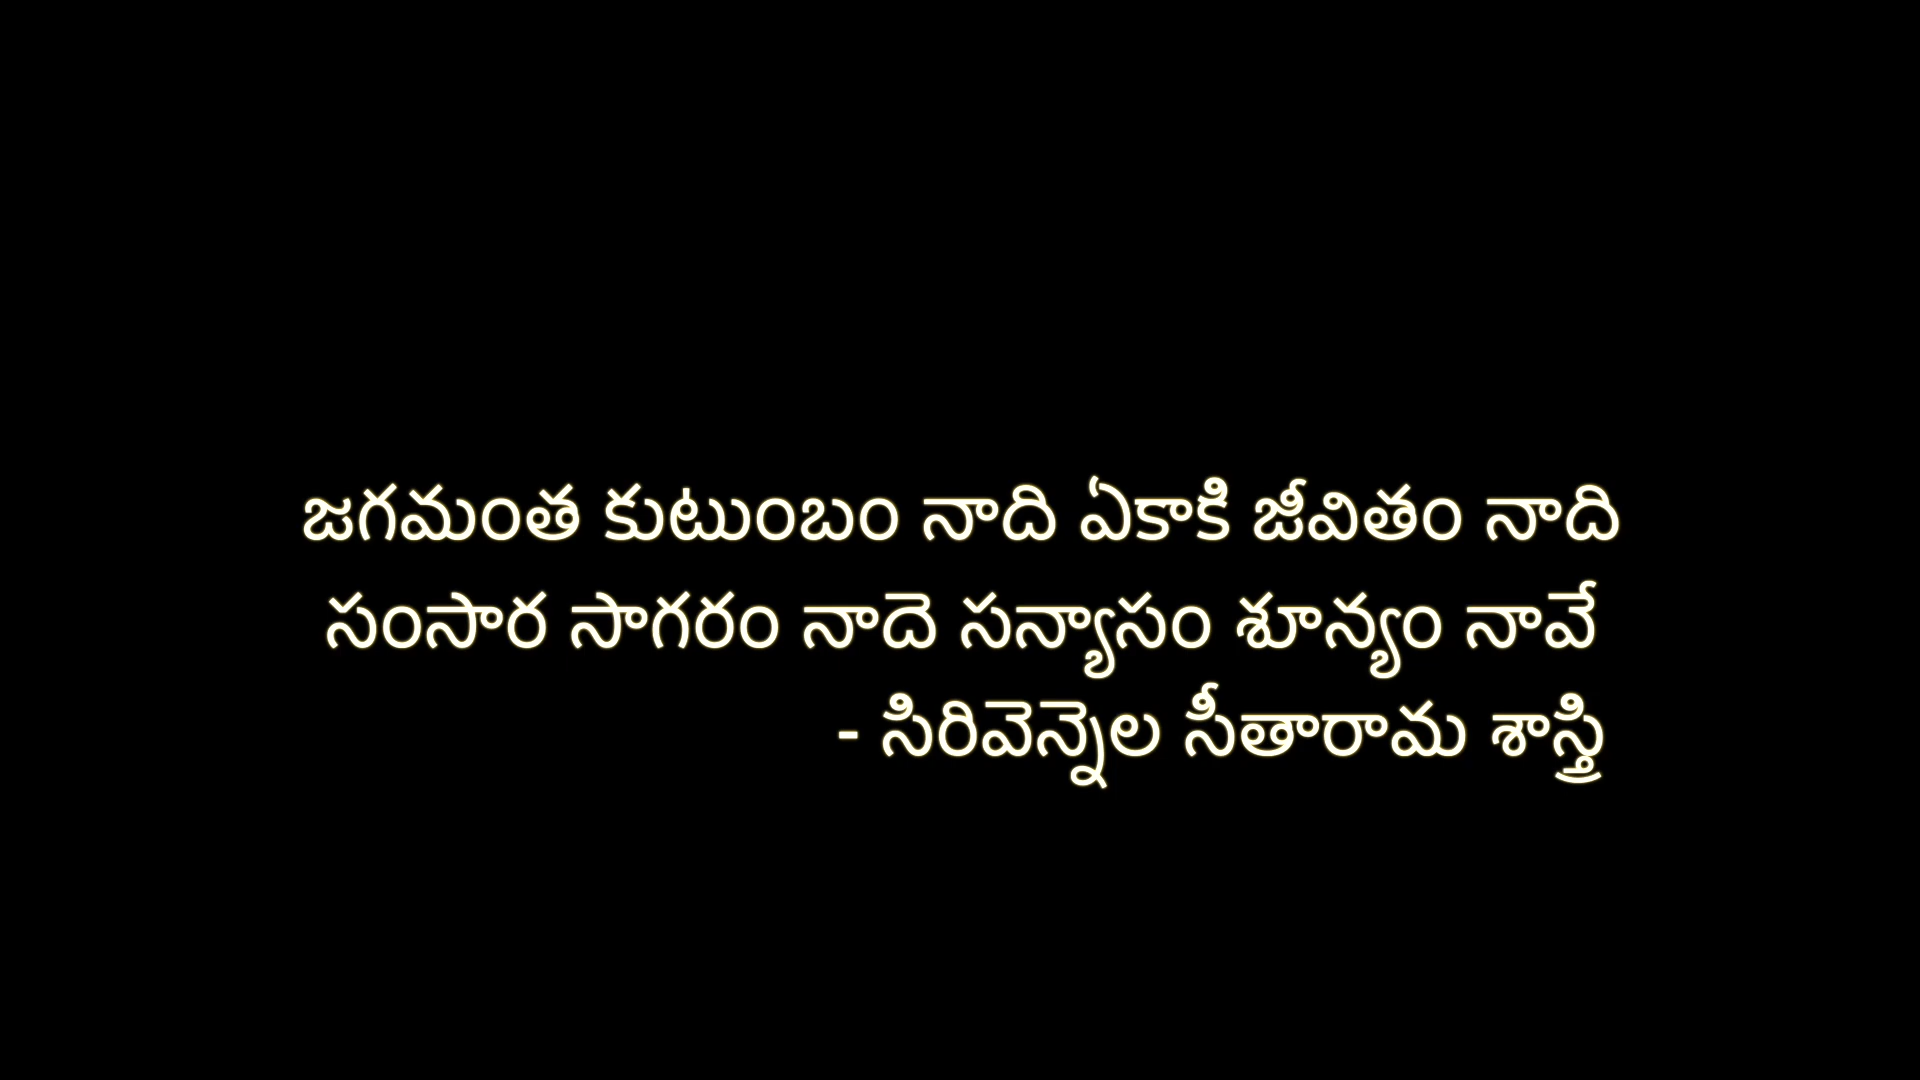 జగమంత కుటుంబం నాది ఏకాకి జీవితం నాది
సంసార సాగరం నాదె సన్యాసం శూన్యం నావే
- సిరివెన్నెల సీతారామ శాస్త్రి